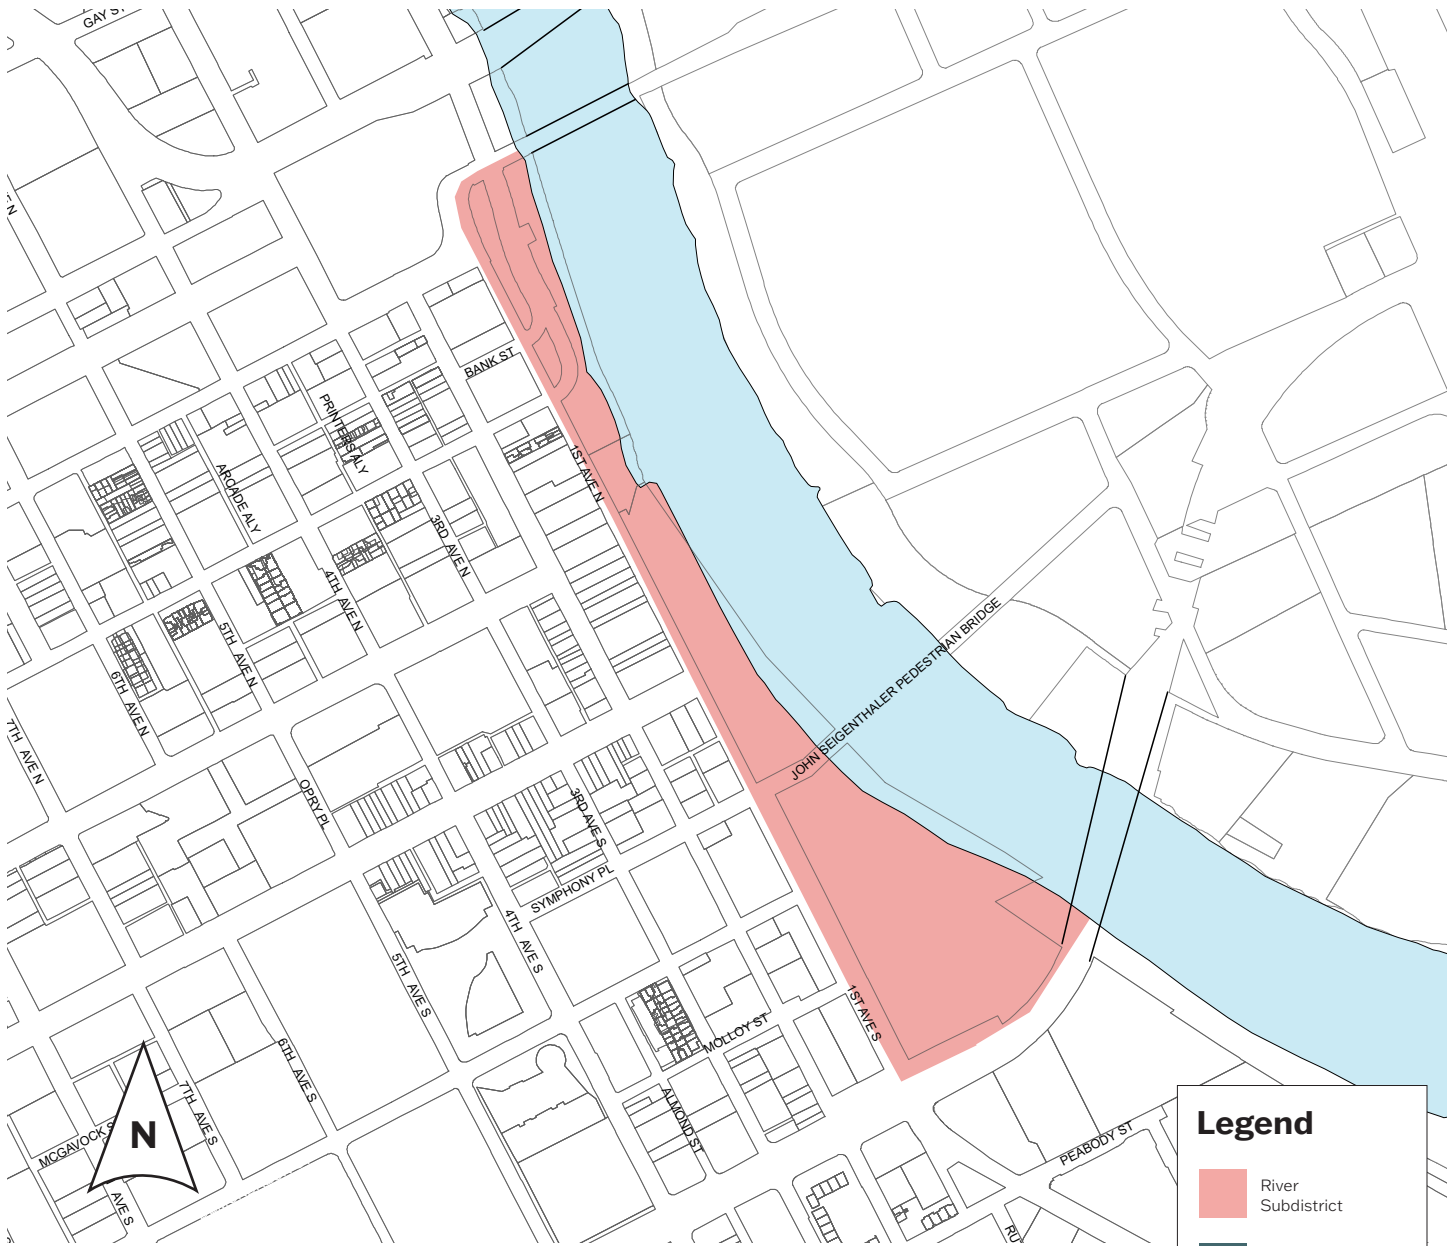 GAY ST
N
BANK ST
PRINTERS ALY
1ST AVE N
ARCADE ALY
3RD AVE N
4TH AVE N
5TH AVE N
6TH AVE N
7TH AVE N
JOHN SEIGENTHALER PEDESTRIAN BRIDGE
OPRY PL
3RD AVE S
SYMPHONY PL
4TH AVE S
5TH AVE S
1ST AVE S
MOLLOY ST
6TH AVE S
7TH AVE S
ALMOND ST
MCGAVOCK S
N
PEABODY ST
AVE S
RU
Legend
River
Subdistrict